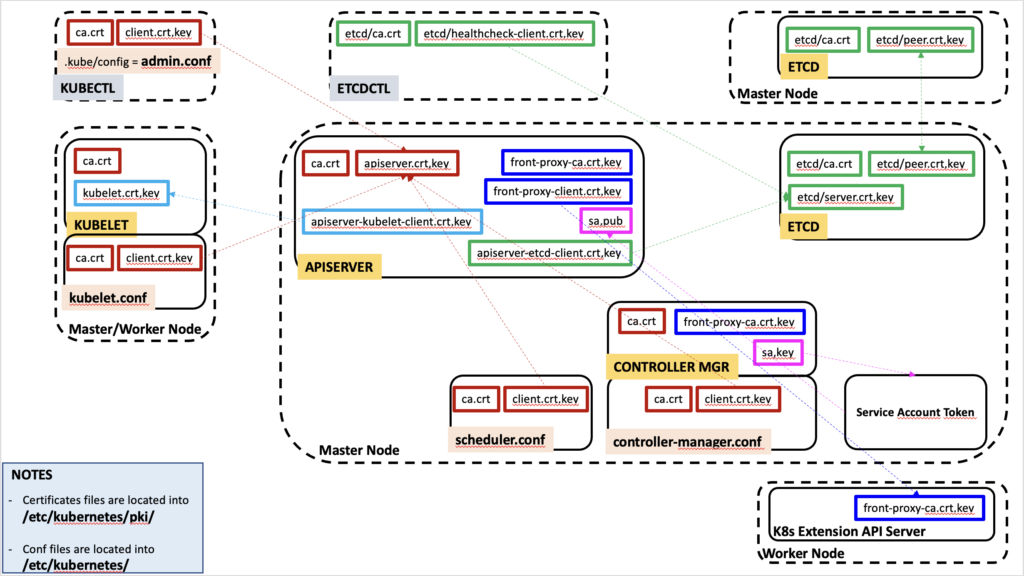 ca.crt
client.crt,key
.kube/config = admin.conf
KUBECTL
etcd/ca.crt
etcd/healthcheck-client.crt.key
ETCDCTL
etcd/ca.crt
etcd/peer.crt,key
ETCD
Master Node
ca.crt
kubelet.crt,key
KUBELET
ca.crt
client.crt,key
kubelet.conf
Master/Worker Node
ca.crt
apiserver.crt,key
front-proxy-ca.crt,key
front-proxy-client.crt,key
apiserver-kubelet-client.crt,key
sa,pub
apiserver-etcd-client.crt,key
APISERVER
etcd/ca.crt
etcd/peer.crt,key
etcd/server.crt,key
ETCD
ca.crt
front-proxy-ca.crt,key
sa,key
CONTROLLER MGR
ca.crt
client.crt,key
controller-manager.conf
ca.crt
client.crt,key
scheduler.conf
Service Account Token
Master Node
front-proxy-ca.crt,key
K8s Extension API Server
Worker Node
NOTES
- Certificates files are located into
/etc/kubernetes/pki/
- Conf files are located into
/etc/kubernetes/